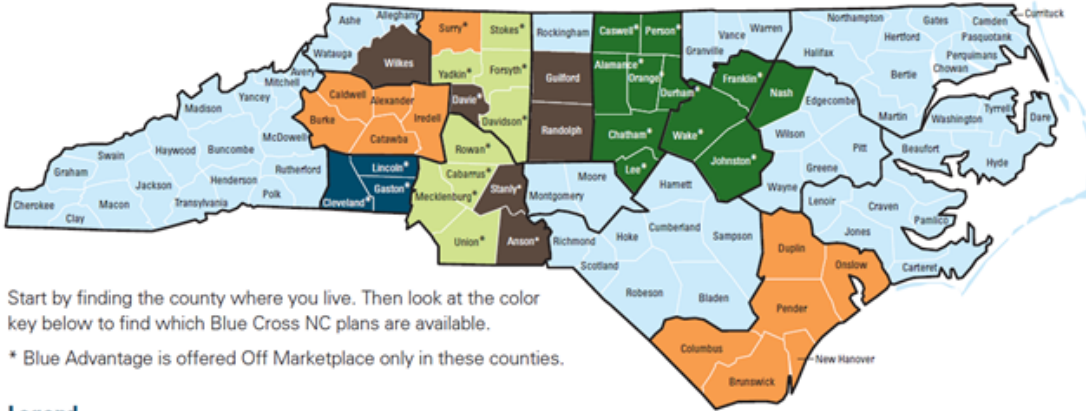 Ashe
Alleghany
Surry*
Stokes*
Rockingham
Caswell*
Person*
Granville
Vance
Warren
Northampton
Gates
Camden
Currituck
Hertford
Pasquotank
Perquimans
Chowan
Halifax
Bertie
Watauga
Wilkes
Yadkin*
Forsyth*
Guilford
Alamance*
Orange*
Durham*
Franklin*
Nash
Edgecombe
Martin
Washington
Tyrrell
Dare
Avery
Mitchell
Yancey
Madison
Caldwell
Alexander
Iredell
Davie*
Davidson*
Randolph
Chatham*
Wake*
Johnston*
Wilson
Pitt
Beaufort
Hyde
Burke
Catawba
McDowell
Buncombe
Haywood
Swain
Graham
Rutherford
Lincoln*
Rowan*
Cabarrus*
Stanly*
Montgomery
Moore
Lee*
Harnett
Wayne
Greene
Lenoir
Craven
Pamlico
Jones
Carteret
Cherokee
Clay
Macon
Jackson
Transylvania
Henderson
Polk
Cleveland*
Gaston*
Mecklenburg*
Union*
Anson*
Richmond
Scotland
Hoke
Cumberland
Sampson
Duplin
Onslow
Robeson
Bladen
Pender
Columbus
Brunswick
New Hanover
Start by finding the county where you live. Then look at the color
key below to find which Blue Cross NC plans are available.
* Blue Advantage is offered Off Marketplace only in these counties.
Legend